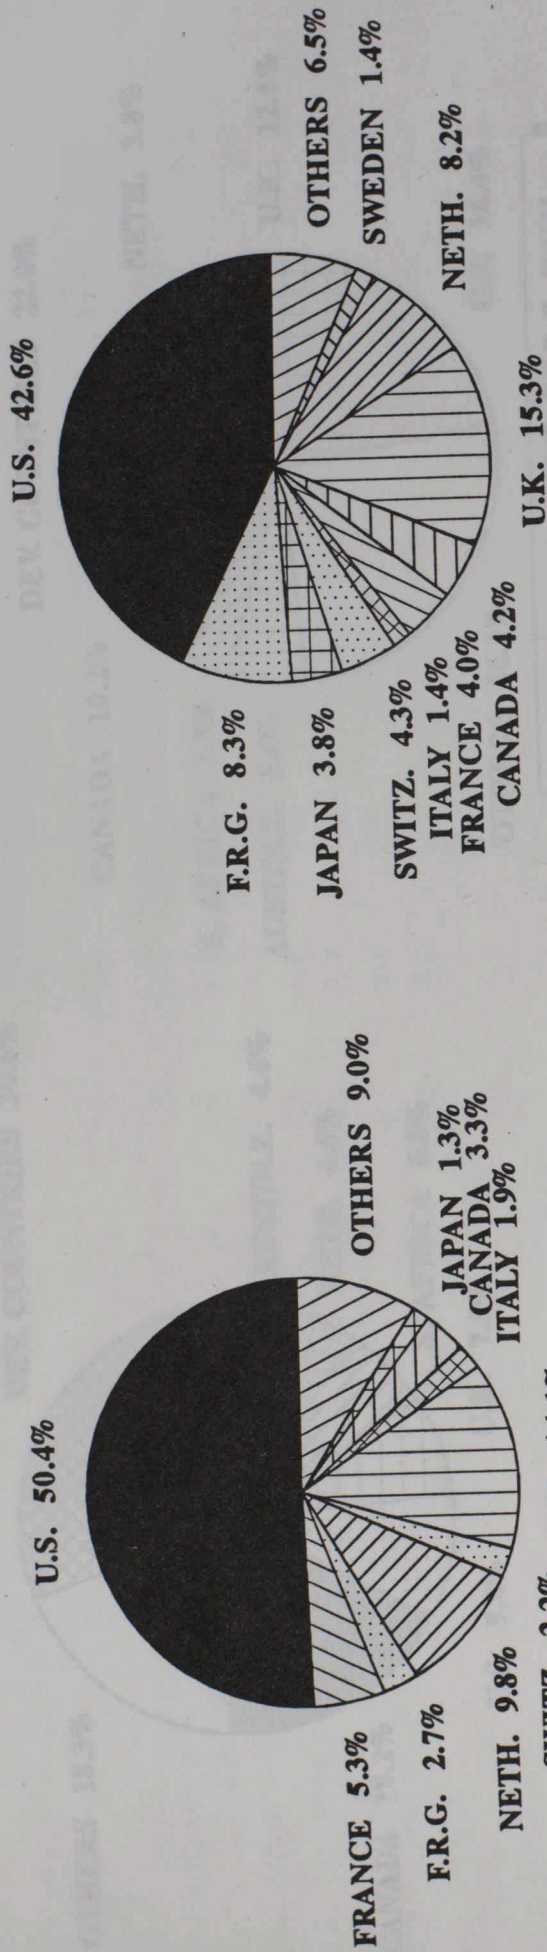 U.S. 50.4%
OTHERS 9.0%
JAPAN 1.3%
CANADA 3.3%
ITALY 1.9%
NETH. 9.8%
F.R.G. 2.7%
FRANCE 5.3%
U.S. 42.6%
OTHERS 6.5%
SWEDEN 1.4%
NETH. 8.2%
U.K. 15.3%
CANADA 4.2%
FRANCE 4.0%
ITALY 1.4%
SWITZ. 4.3%
JAPAN 3.8%
F.R.G. 8.3%